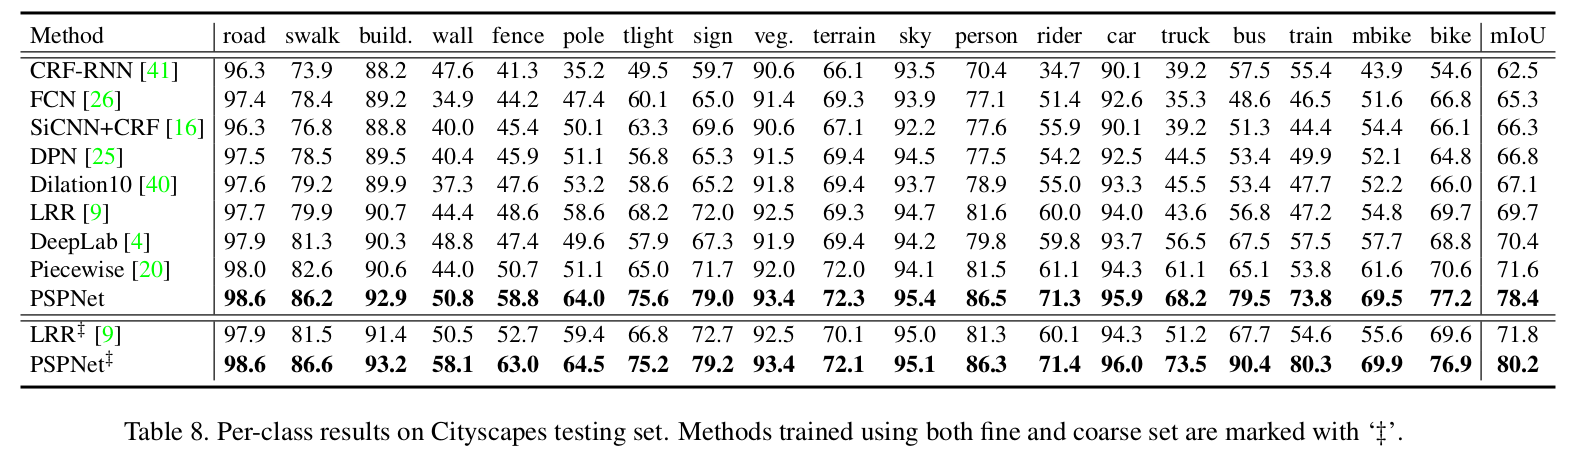 Method road swalk build. wall fence pole tlight sign veg. terrain sky person rider car truck bus train mbike bike mIoU
CRF-RNN [41] 96.3 73.9 88.2 47.6 41.3 35.2 49.5 59.7 90.6 66.1 93.5 70.4 34.7 90.1 39.2 57.5 55.4 43.9 54.6 62.5
FCN [26] 97.4 78.4 89.2 34.9 44.2 47.4 60.1 65.0 91.4 69.3 93.9 77.1 51.4 92.6 35.3 48.6 46.5 51.6 66.8 65.3
SiCNN+CRF [16] 96.3 76.8 88.8 40.0 45.4 50.1 63.3 69.6 90.6 67.1 92.2 77.6 55.9 90.1 39.2 51.3 44.4 54.4 66.1 66.3
DPN [25] 97.5 78.5 89.5 40.4 45.9 51.1 56.8 65.3 91.5 69.4 94.5 77.5 54.2 92.5 44.5 53.4 49.9 52.1 64.8 66.8
Dilation10 [40] 97.6 79.2 89.9 37.3 47.6 53.2 58.6 65.2 91.8 69.4 93.7 78.9 55.0 93.3 45.5 53.4 47.7 52.2 66.0 67.1
LRR [9] 97.7 79.9 90.7 44.4 48.6 58.6 68.2 72.0 92.5 69.3 94.7 81.6 60.0 94.0 43.6 56.8 47.2 54.8 69.7 69.7
DeepLab [4] 97.9 81.3 90.3 48.8 47.4 49.6 57.9 67.3 91.9 69.4 94.2 79.8 59.8 93.7 56.5 67.5 57.5 57.7 68.8 70.4
Piecewise [20] 98.0 82.6 90.6 44.0 50.7 51.1 65.0 71.7 92.0 72.0 94.1 81.5 61.1 94.3 61.1 65.1 53.8 61.6 70.6 71.6
PSPNet 98.6 86.2 92.9 50.8 58.8 64.0 75.6 79.0 93.4 72.3 95.4 86.5 71.3 95.9 68.2 79.5 73.8 69.5 77.2 78.4
LRR‡ [9] 97.9 81.5 91.4 50.5 52.7 59.4 66.8 72.7 92.5 70.1 95.0 81.3 60.1 94.3 51.2 67.7 54.6 55.6 69.6 71.8
PSPNet‡ 98.6 86.6 93.2 58.1 63.0 64.5 75.2 79.2 93.4 72.1 95.1 86.3 71.4 96.0 73.5 90.4 80.3 69.9 76.9 80.2
Table 8. Per-class results on Cityscapes testing set. Methods trained using both fine and coarse set are marked with ‘‡’.